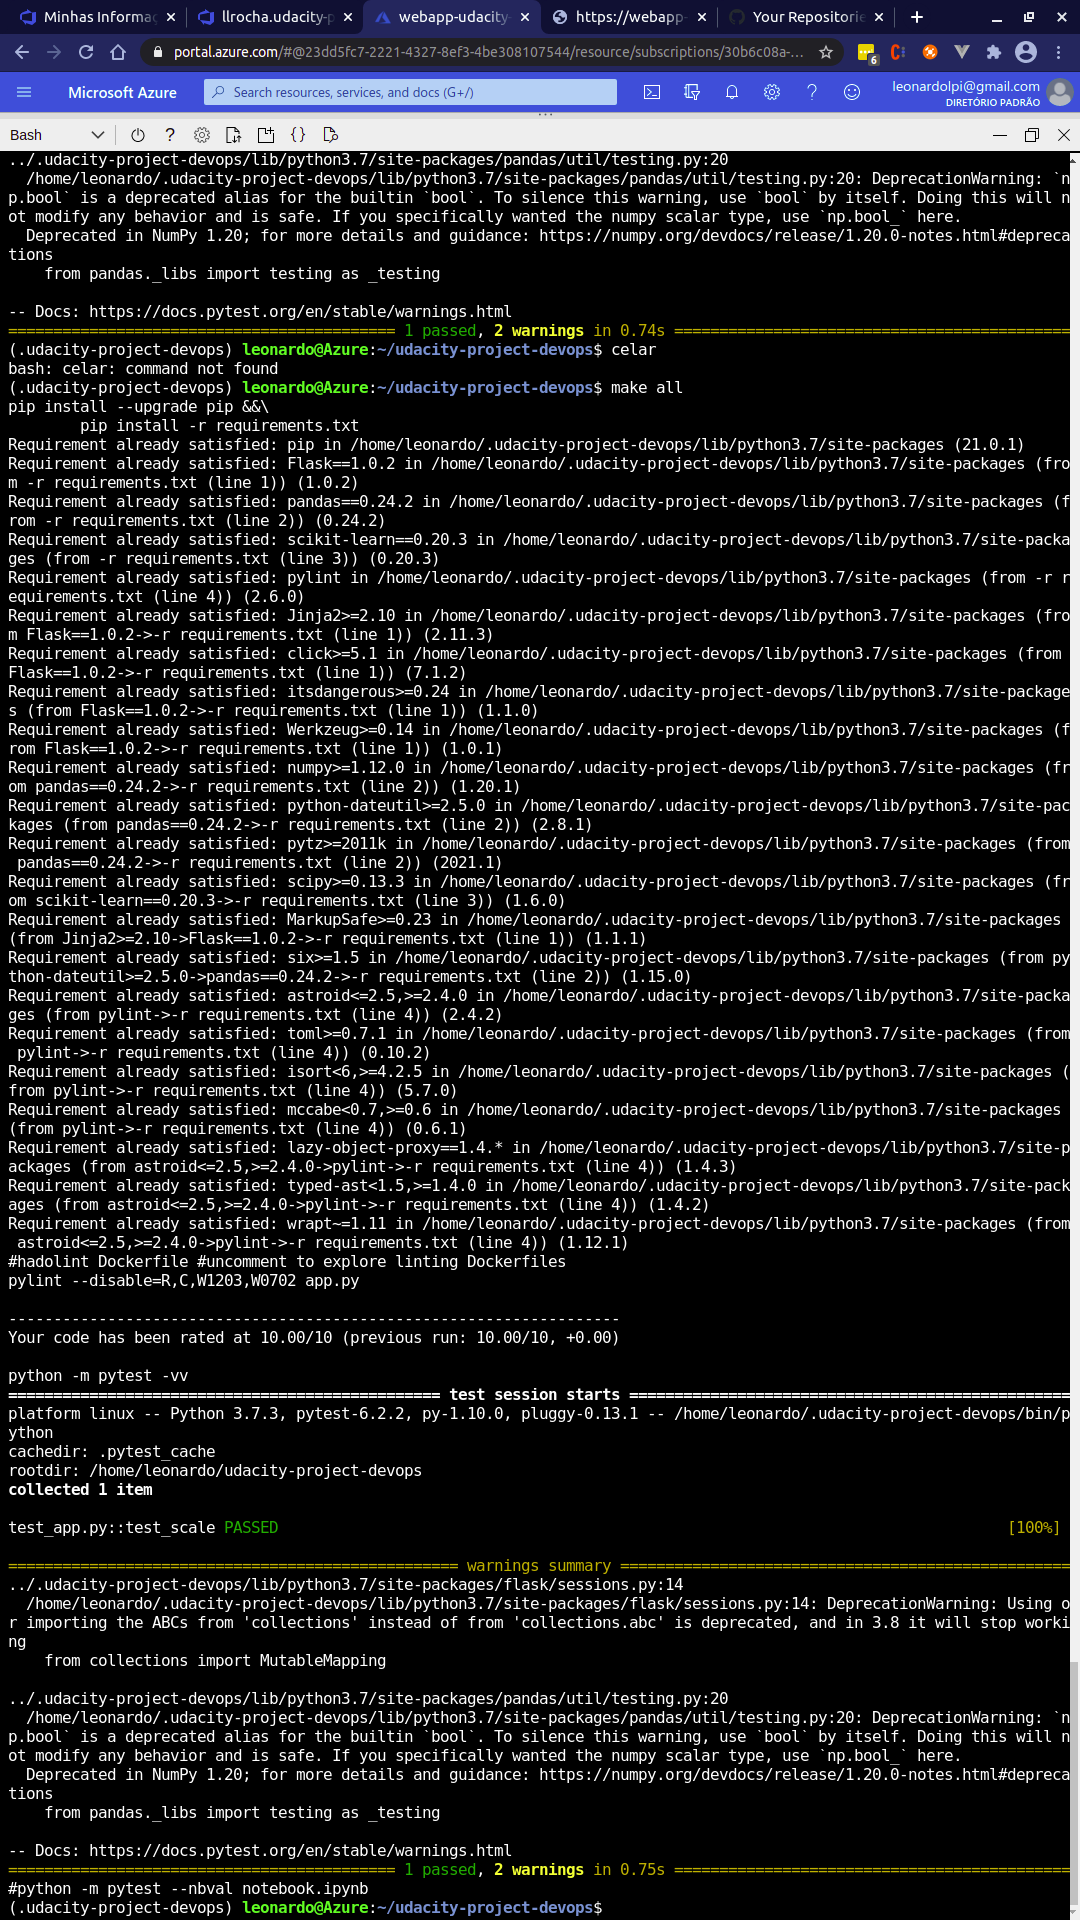 Minhas Informaç
llrocha.udacity-p
webapp-udacity-
https://webapp-
Your Repositorie
portal.azure.com/#@23dd5fc7-2221-4327-8ef3-4be308107544/resource/subscriptions/30b6c08a-...
6
Microsoft Azure
Search resources, services, and docs (G+/)
leonardolpi@gmail.com
DIRETÓRIO PADRÃO
Bash
../.udacity-project-devops/lib/python3.7/site-packages/pandas/util/testing.py:20
  /home/leonardo/.udacity-project-devops/lib/python3.7/site-packages/pandas/util/testing.py:20: DeprecationWarning: `n
p.bool` is a deprecated alias for the builtin `bool`. To silence this warning, use `bool` by itself. Doing this will n
ot modify any behavior and is safe. If you specifically wanted the numpy scalar type, use `np.bool_` here.
  Deprecated in NumPy 1.20; for more details and guidance: https://numpy.org/devdocs/release/1.20.0-notes.html#depreca
tions
    from pandas._libs import testing as _testing
-- Docs: https://docs.pytest.org/en/stable/warnings.html
=========================================== 1 passed, 2 warnings in 0.74s ============================================
(.udacity-project-devops) leonardo@Azure:~/udacity-project-devops$ celar
bash: celar: command not found
(.udacity-project-devops) leonardo@Azure:~/udacity-project-devops$ make all
pip install --upgrade pip &&\
        pip install -r requirements.txt
Requirement already satisfied: pip in /home/leonardo/.udacity-project-devops/lib/python3.7/site-packages (21.0.1)
Requirement already satisfied: Flask==1.0.2 in /home/leonardo/.udacity-project-devops/lib/python3.7/site-packages (fro
m -r requirements.txt (line 1)) (1.0.2)
Requirement already satisfied: pandas==0.24.2 in /home/leonardo/.udacity-project-devops/lib/python3.7/site-packages (f
rom -r requirements.txt (line 2)) (0.24.2)
Requirement already satisfied: scikit-learn==0.20.3 in /home/leonardo/.udacity-project-devops/lib/python3.7/site-packa
ges (from -r requirements.txt (line 3)) (0.20.3)
Requirement already satisfied: pylint in /home/leonardo/.udacity-project-devops/lib/python3.7/site-packages (from -r r
equirements.txt (line 4)) (2.6.0)
Requirement already satisfied: Jinja2>=2.10 in /home/leonardo/.udacity-project-devops/lib/python3.7/site-packages (fro
m Flask==1.0.2->-r requirements.txt (line 1)) (2.11.3)
Requirement already satisfied: click>=5.1 in /home/leonardo/.udacity-project-devops/lib/python3.7/site-packages (from
Flask==1.0.2->-r requirements.txt (line 1)) (7.1.2)
Requirement already satisfied: itsdangerous>=0.24 in /home/leonardo/.udacity-project-devops/lib/python3.7/site-package
s (from Flask==1.0.2->-r requirements.txt (line 1)) (1.1.0)
Requirement already satisfied: Werkzeug>=0.14 in /home/leonardo/.udacity-project-devops/lib/python3.7/site-packages (f
rom Flask==1.0.2->-r requirements.txt (line 1)) (1.0.1)
Requirement already satisfied: numpy>=1.12.0 in /home/leonardo/.udacity-project-devops/lib/python3.7/site-packages (fr
om pandas==0.24.2->-r requirements.txt (line 2)) (1.20.1)
Requirement already satisfied: python-dateutil>=2.5.0 in /home/leonardo/.udacity-project-devops/lib/python3.7/site-pac
kages (from pandas==0.24.2->-r requirements.txt (line 2)) (2.8.1)
Requirement already satisfied: pytz>=2011k in /home/leonardo/.udacity-project-devops/lib/python3.7/site-packages (from
 pandas==0.24.2->-r requirements.txt (line 2)) (2021.1)
Requirement already satisfied: scipy>=0.13.3 in /home/leonardo/.udacity-project-devops/lib/python3.7/site-packages (fr
om scikit-learn==0.20.3->-r requirements.txt (line 3)) (1.6.0)
Requirement already satisfied: MarkupSafe>=0.23 in /home/leonardo/.udacity-project-devops/lib/python3.7/site-packages
(from Jinja2>=2.10->Flask==1.0.2->-r requirements.txt (line 1)) (1.1.1)
Requirement already satisfied: six>=1.5 in /home/leonardo/.udacity-project-devops/lib/python3.7/site-packages (from py
thon-dateutil>=2.5.0->pandas==0.24.2->-r requirements.txt (line 2)) (1.15.0)
Requirement already satisfied: astroid<=2.5,>=2.4.0 in /home/leonardo/.udacity-project-devops/lib/python3.7/site-packa
ges (from pylint->-r requirements.txt (line 4)) (2.4.2)
Requirement already satisfied: toml>=0.7.1 in /home/leonardo/.udacity-project-devops/lib/python3.7/site-packages (from
 pylint->-r requirements.txt (line 4)) (0.10.2)
Requirement already satisfied: isort<6,>=4.2.5 in /home/leonardo/.udacity-project-devops/lib/python3.7/site-packages (
from pylint->-r requirements.txt (line 4)) (5.7.0)
Requirement already satisfied: mccabe<0.7,>=0.6 in /home/leonardo/.udacity-project-devops/lib/python3.7/site-packages
(from pylint->-r requirements.txt (line 4)) (0.6.1)
Requirement already satisfied: lazy-object-proxy==1.4.* in /home/leonardo/.udacity-project-devops/lib/python3.7/site-p
ackages (from astroid<=2.5,>=2.4.0->pylint->-r requirements.txt (line 4)) (1.4.3)
Requirement already satisfied: typed-ast<1.5,>=1.4.0 in /home/leonardo/.udacity-project-devops/lib/python3.7/site-pack
ages (from astroid<=2.5,>=2.4.0->pylint->-r requirements.txt (line 4)) (1.4.2)
Requirement already satisfied: wrapt~=1.11 in /home/leonardo/.udacity-project-devops/lib/python3.7/site-packages (from
 astroid<=2.5,>=2.4.0->pylint->-r requirements.txt (line 4)) (1.12.1)
#hadolint Dockerfile #uncomment to explore linting Dockerfiles
pylint --disable=R,C,W1203,W0702 app.py
--------------------------------------------------------------------
Your code has been rated at 10.00/10 (previous run: 10.00/10, +0.00)
python -m pytest -vv
================================================ test session starts =================================================
platform linux -- Python 3.7.3, pytest-6.2.2, py-1.10.0, pluggy-0.13.1 -- /home/leonardo/.udacity-project-devops/bin/p
ython
cachedir: .pytest_cache
rootdir: /home/leonardo/udacity-project-devops
collected 1 item
test_app.py::test_scale PASSED [100%]
================================================== warnings summary ==================================================
../.udacity-project-devops/lib/python3.7/site-packages/flask/sessions.py:14
  /home/leonardo/.udacity-project-devops/lib/python3.7/site-packages/flask/sessions.py:14: DeprecationWarning: Using o
r importing the ABCs from 'collections' instead of from 'collections.abc' is deprecated, and in 3.8 it will stop worki
ng
    from collections import MutableMapping
../.udacity-project-devops/lib/python3.7/site-packages/pandas/util/testing.py:20
  /home/leonardo/.udacity-project-devops/lib/python3.7/site-packages/pandas/util/testing.py:20: DeprecationWarning: `n
p.bool` is a deprecated alias for the builtin `bool`. To silence this warning, use `bool` by itself. Doing this will n
ot modify any behavior and is safe. If you specifically wanted the numpy scalar type, use `np.bool_` here.
  Deprecated in NumPy 1.20; for more details and guidance: https://numpy.org/devdocs/release/1.20.0-notes.html#depreca
tions
    from pandas._libs import testing as _testing
-- Docs: https://docs.pytest.org/en/stable/warnings.html
=========================================== 1 passed, 2 warnings in 0.75s ============================================
#python -m pytest --nbval notebook.ipynb
(.udacity-project-devops) leonardo@Azure:~/udacity-project-devops$